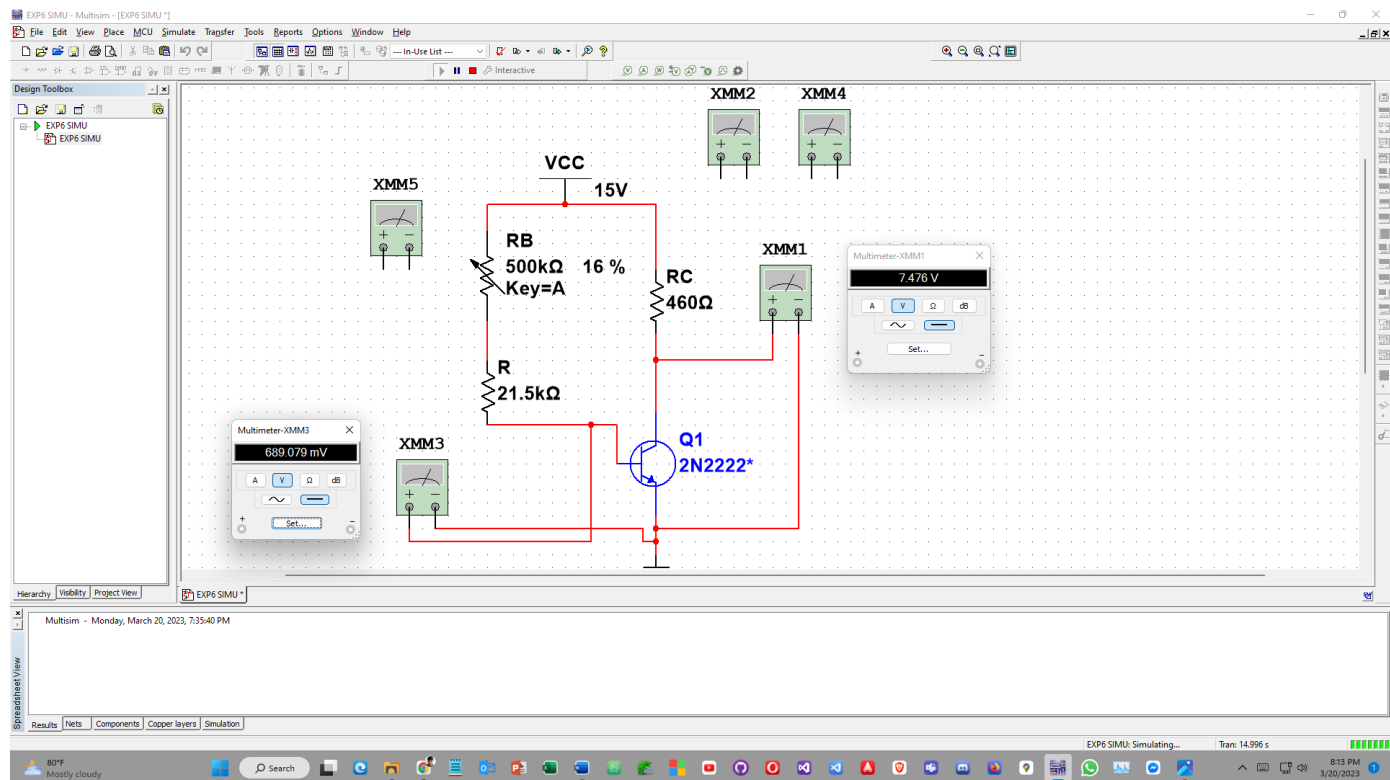 EXP6 SIMU - Multisim - [EXP6 SIMU *]
File Edit View Place MCU Simulate Transfer Tools Reports Options Window Help
--- In-Use List ---
Interactive
Design Toolbox
EXP6 SIMU
EXP6 SIMU
XMM2 XMM4
VCC
15V
XMM5
RB
500kΩ 16 %
Key=A
RC
460Ω
XMM1
Multimeter-XMM1
7.476 V
A V Ω dB
Set...
+ −
R
21.5kΩ
Multimeter-XMM3
689.079 mV
A V Ω dB
Set...
+ −
XMM3
Q1
2N2222*
Hierarchy Visibility Project View
EXP6 SIMU *
Multisim - Monday, March 20, 2023, 7:35:40 PM
Spreadsheet View
Results Nets Components Copper layers Simulation
EXP6 SIMU: Simulating... Tran: 14.996 s
80°F
Mostly cloudy
Search
8:13 PM
3/20/2023